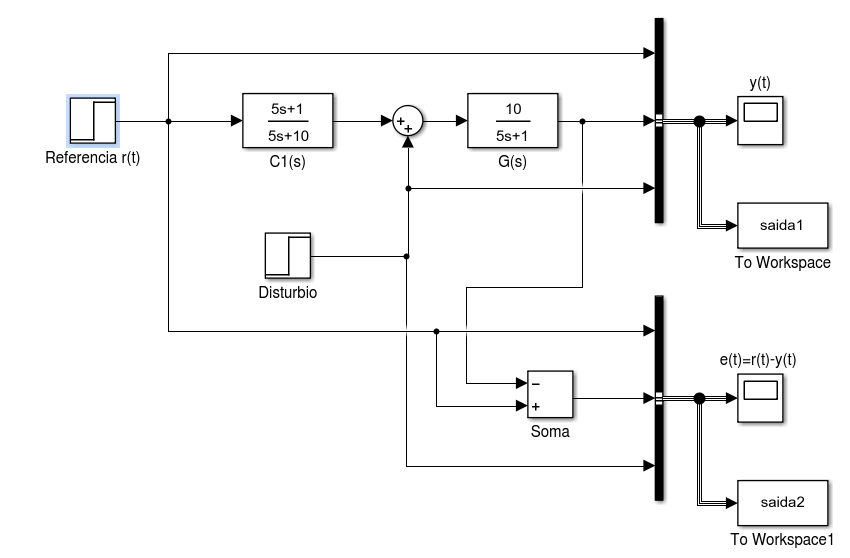 y(t)
5s+1
5s+10
+
+
10
5s+1
Referencia r(t)
C1(s)
G(s)
saida1
Disturbio
To Workspace
e(t)=r(t)-y(t)
−
+
Soma
saida2
To Workspace1